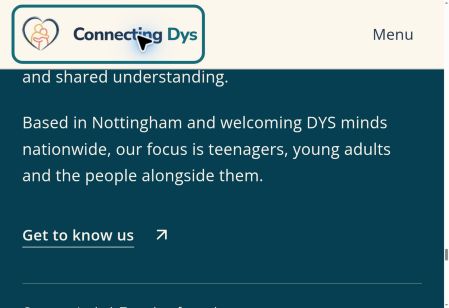 Connecting Dys
Menu
and shared understanding.
Based in Nottingham and welcoming DYS minds
nationwide, our focus is teenagers, young adults
and the people alongside them.
Get to know us